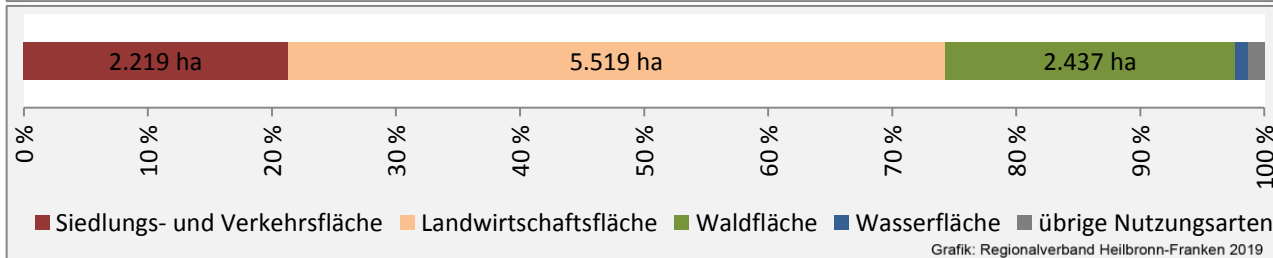 2.219 ha 5.519 ha 2.437 ha
0 % 10 % 20 % 30 % 40 % 50 % 60 % 70 % 80 % 90 % 100 %
Siedlungs- und Verkehrsfläche Landwirtschaftsfläche Waldfläche Wasserfläche übrige Nutzungsarten
Grafik: Regionalverband Heilbronn-Franken 2019